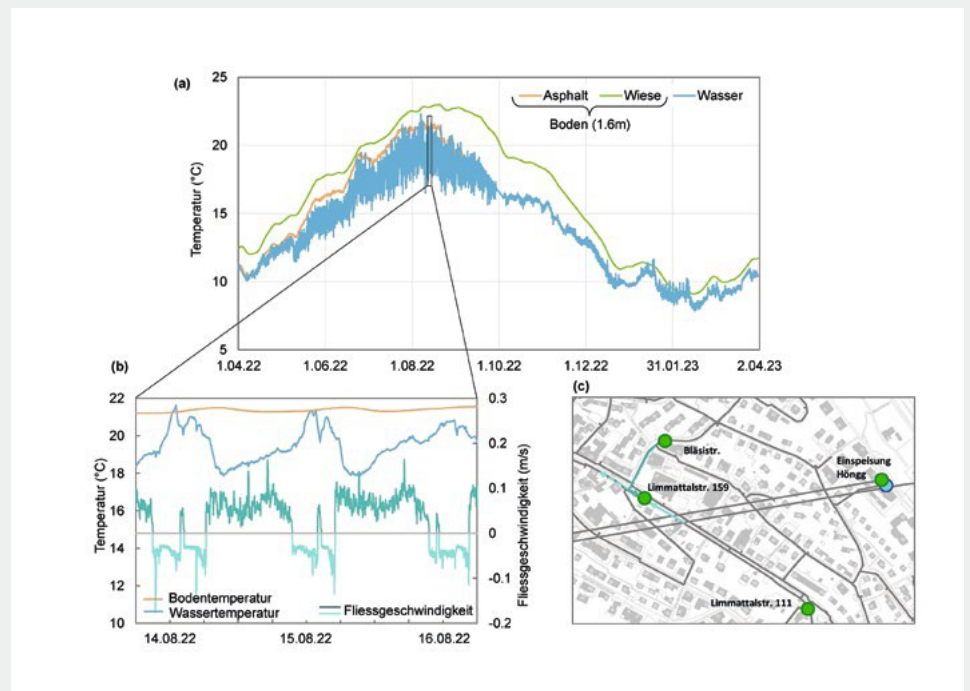 (a)
25
20
15
10
5
Temperatur (°C)
Asphalt Wiese Wasser
Boden (1.6m)
1.04.22 1.06.22 1.08.22 1.10.22 1.12.22 31.01.23 2.04.23
(b)
22
20
18
16
14
12
10
Temperatur (°C)
0.3
0.2
0.1
0
-0.1
-0.2
Fliessgeschwindigkeit (m/s)
Bodentemperatur
Wassertemperatur
Fliessgeschwindigkeit
14.08.22 15.08.22 16.08.22
(c)
Bläsistr.
Einspeisung
Höngg
Limmattalstr. 159
Limmattalstr. 111